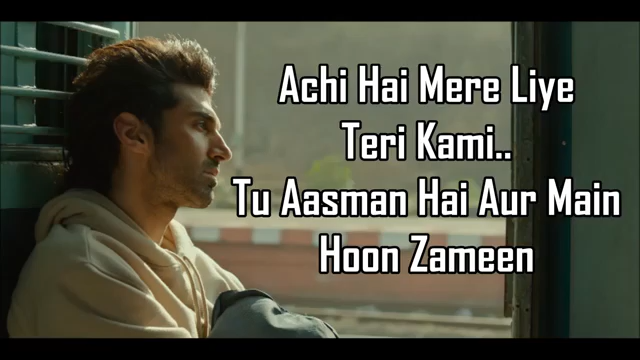 Achi Hai Mere Liye
Teri Kami..
Tu Aasman Hai Aur Main
Hoon Zameen